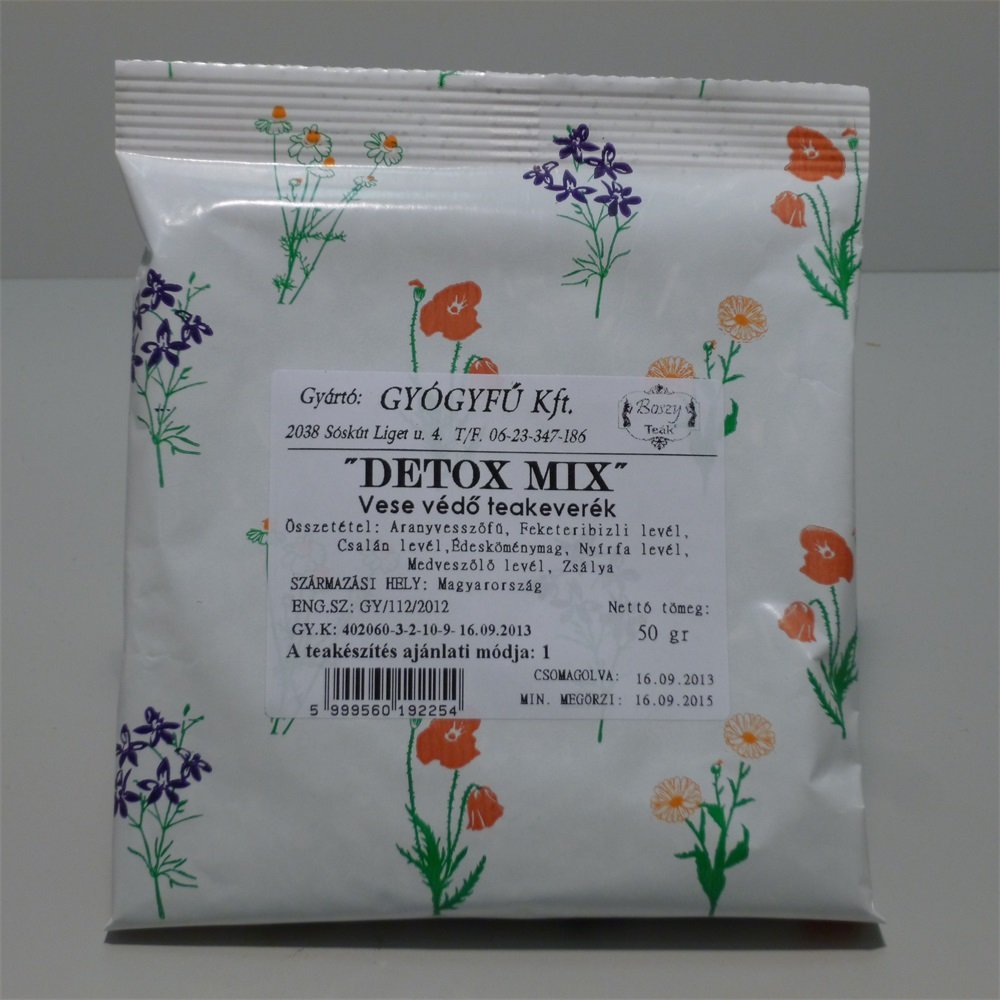 Gyártó: GYÓGYFŰ Kft.
Boszy
Teák
2038 Sóskút Liget u. 4. T/F. 06-23-347-186
"DETOX MIX"
Vese védő teakeverék
Összetétel: Aranyvesszőfű, Feketeribizli levél,
Csalán levél,Édesköménymag, Nyírfa levél,
Medveszőlő levél, Zsálya
SZÁRMAZÁSI HELY: Magyarország
ENG.SZ: GY/112/2012
Nettó tömeg:
GY.K: 402060-3-2-10-9- 16.09.2013
50 gr
A teakészítés ajánlati módja: 1
CSOMAGOLVA: 16.09.2013
MIN. MEGŐRZI: 16.09.2015
5 999560 192254